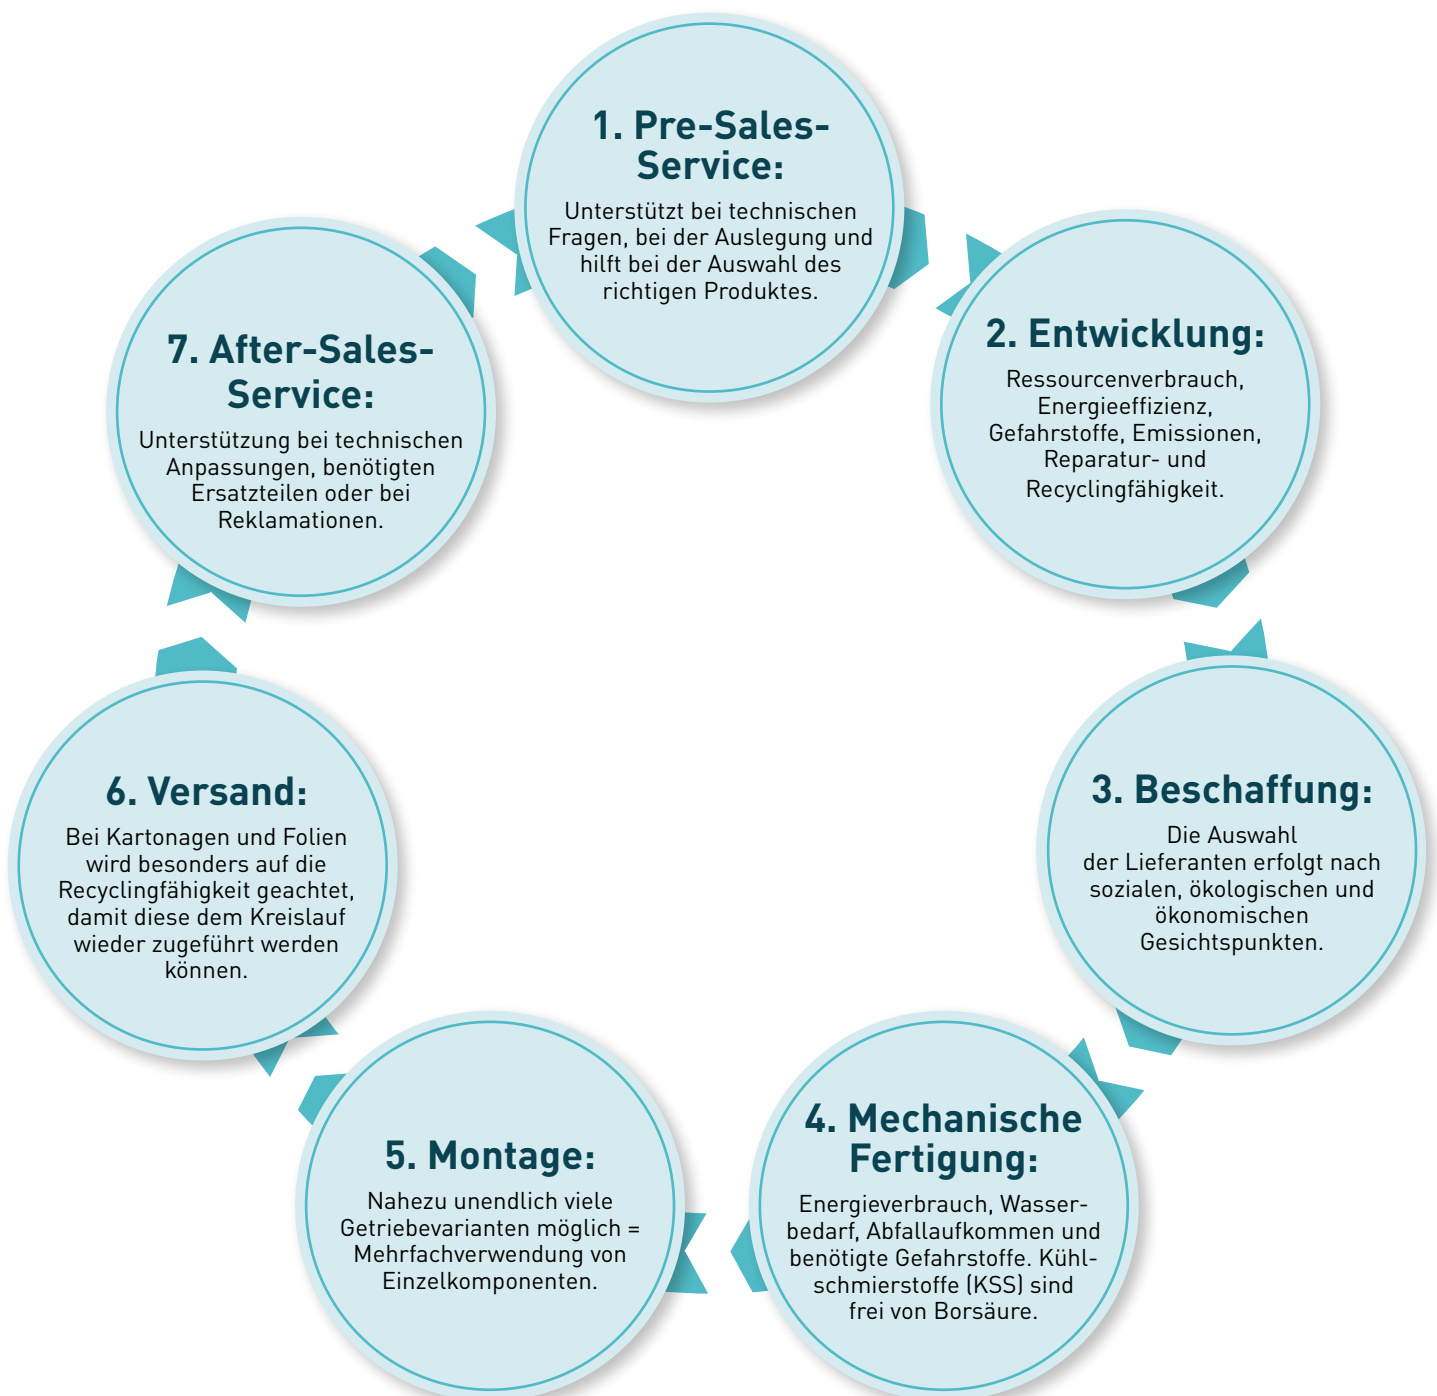 1. Pre-Sales-
Service:
Unterstützt bei technischen
Fragen, bei der Auslegung und
hilft bei der Auswahl des
richtigen Produktes.
2. Entwicklung:
Ressourcenverbrauch,
Energieeffizienz,
Gefahrstoffe, Emissionen,
Reparatur- und
Recyclingfähigkeit.
3. Beschaffung:
Die Auswahl
der Lieferanten erfolgt nach
sozialen, ökologischen und
ökonomischen
Gesichtspunkten.
4. Mechanische
Fertigung:
Energieverbrauch, Wasser-
bedarf, Abfallaufkommen und
benötigte Gefahrstoffe. Kühl-
schmierstoffe (KSS) sind
frei von Borsäure.
5. Montage:
Nahezu unendlich viele
Getriebevarianten möglich =
Mehrfachverwendung von
Einzelkomponenten.
6. Versand:
Bei Kartonagen und Folien
wird besonders auf die
Recyclingfähigkeit geachtet,
damit diese dem Kreislauf
wieder zugeführt werden
können.
7. After-Sales-
Service:
Unterstützung bei technischen
Anpassungen, benötigten
Ersatzteilen oder bei
Reklamationen.